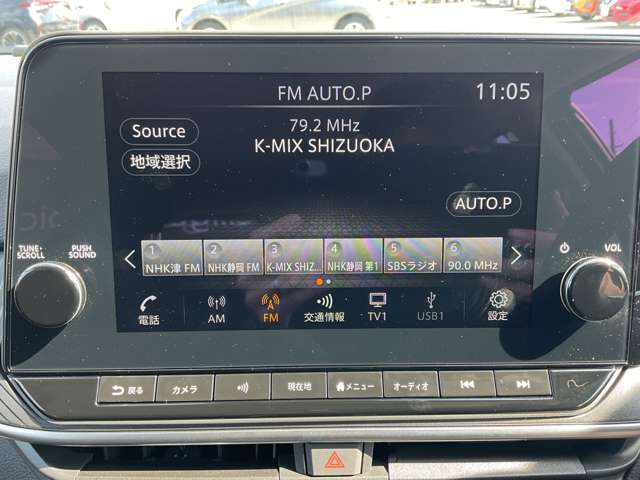 FM AUTO.P
11:05
79.2 MHz
K-MIX SHIZUOKA
Source
地域選択
AUTO.P
TUNE•SCROLL
PUSH SOUND
VOL
1 NHK津 FM
2 NHK静岡 FM
3 K-MIX SHIZ...
4 NHK静岡 第1
5 SBSラジオ
6 90.0 MHz
電話
AM
FM
交通情報
TV1
USB1
設定
戻る
カメラ
現在地
メニュー
オーディオ